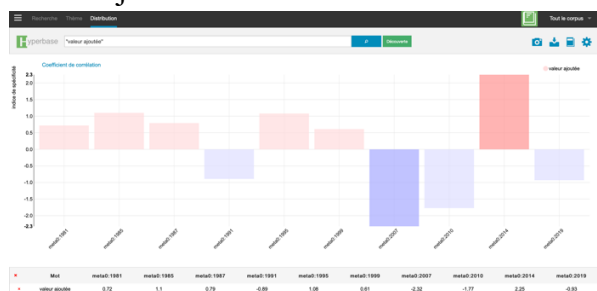 Recherche Thème Distribution Tout le corpus
Hyperbase "valeur ajoutée" Découverte
Coefficient de corrélation
valeur ajoutée
indice de spécificité
2.3
2.0
1.5
1.0
0.5
0.0
-0.5
-1.0
-1.5
-2.0
-2.3
meta0:1981 meta0:1985 meta0:1987 meta0:1991 meta0:1995 meta0:1999 meta0:2007 meta0:2010 meta0:2014 meta0:2019
Mot meta0:1981 meta0:1985 meta0:1987 meta0:1991 meta0:1995 meta0:1999 meta0:2007 meta0:2010 meta0:2014 meta0:2019
valeur ajoutée 0.72 1.1 0.79 -0.89 1.08 0.61 -2.32 -1.77 2.25 -0.93